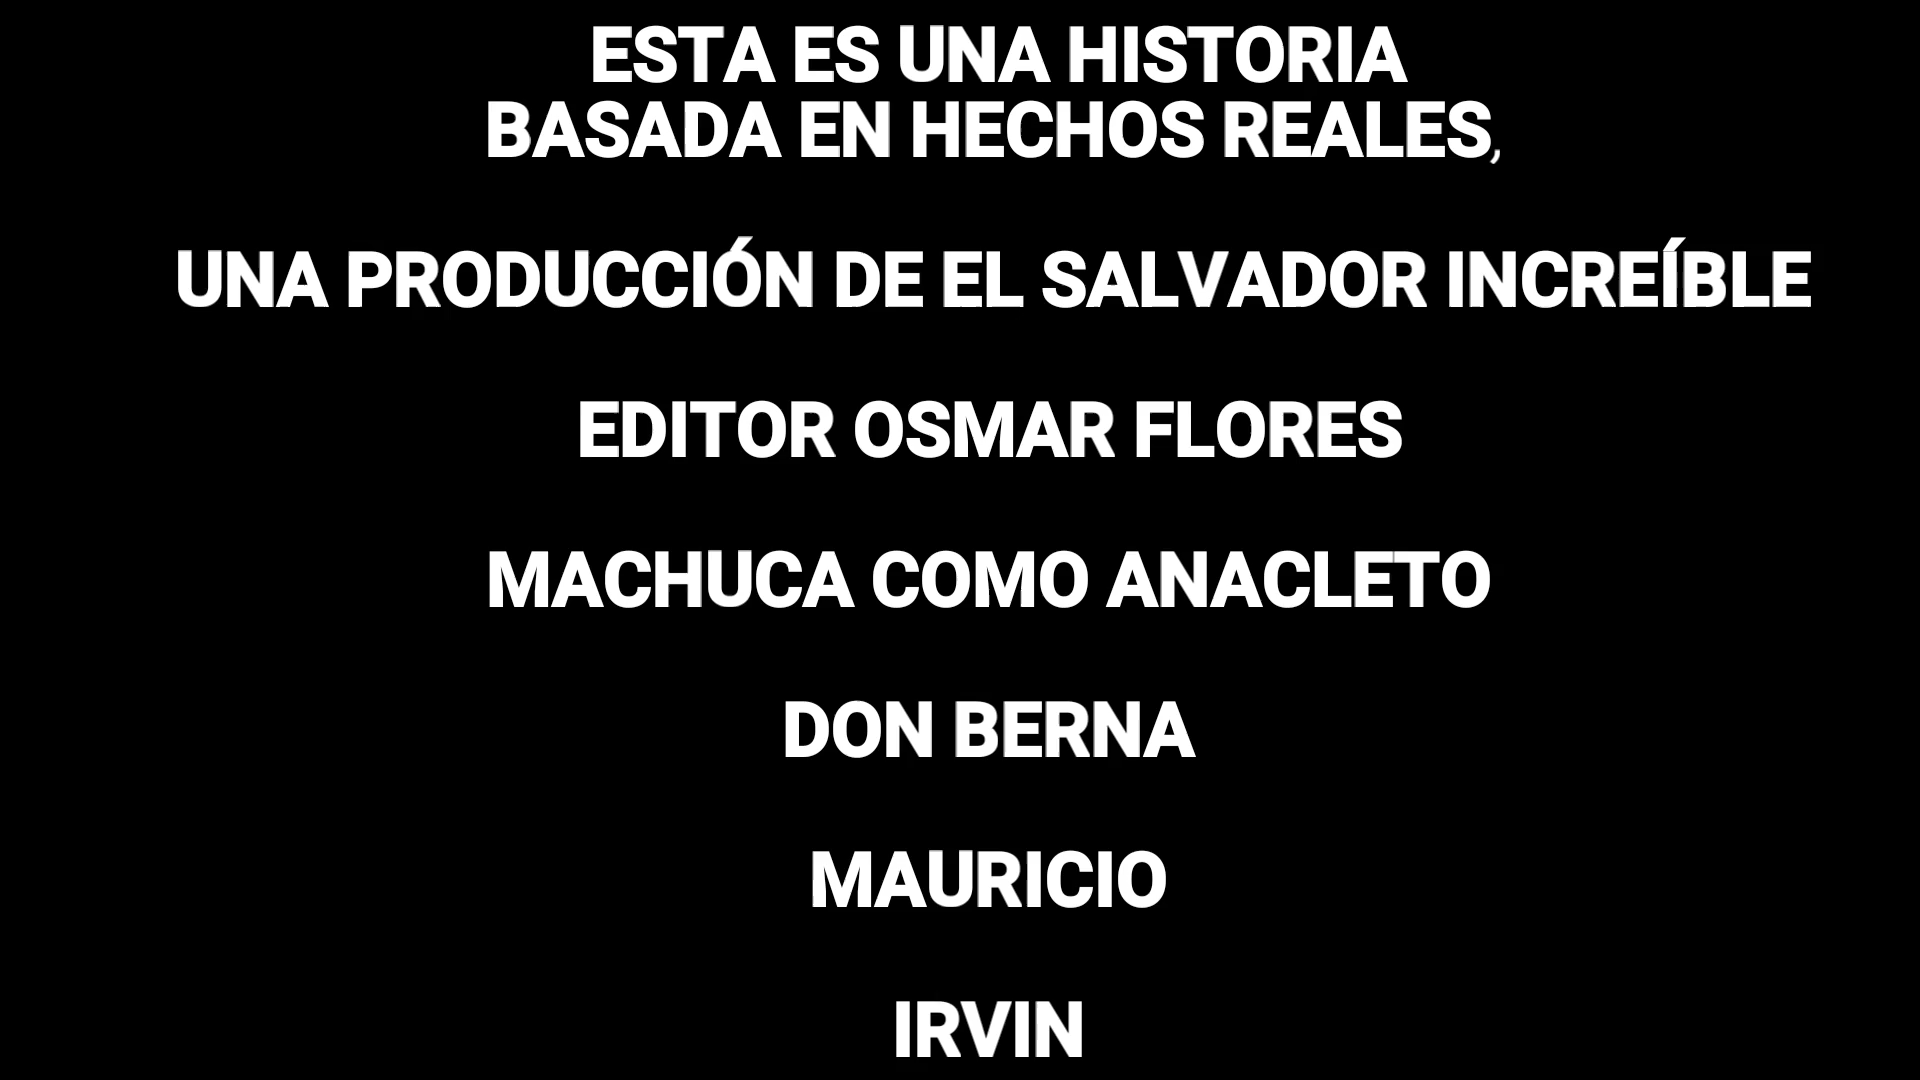 ESTA ES UNA HISTORIA
BASADA EN HECHOS REALES,
UNA PRODUCCIÓN DE EL SALVADOR INCREÍBLE
EDITOR OSMAR FLORES
MACHUCA COMO ANACLETO
DON BERNA
MAURICIO
IRVIN